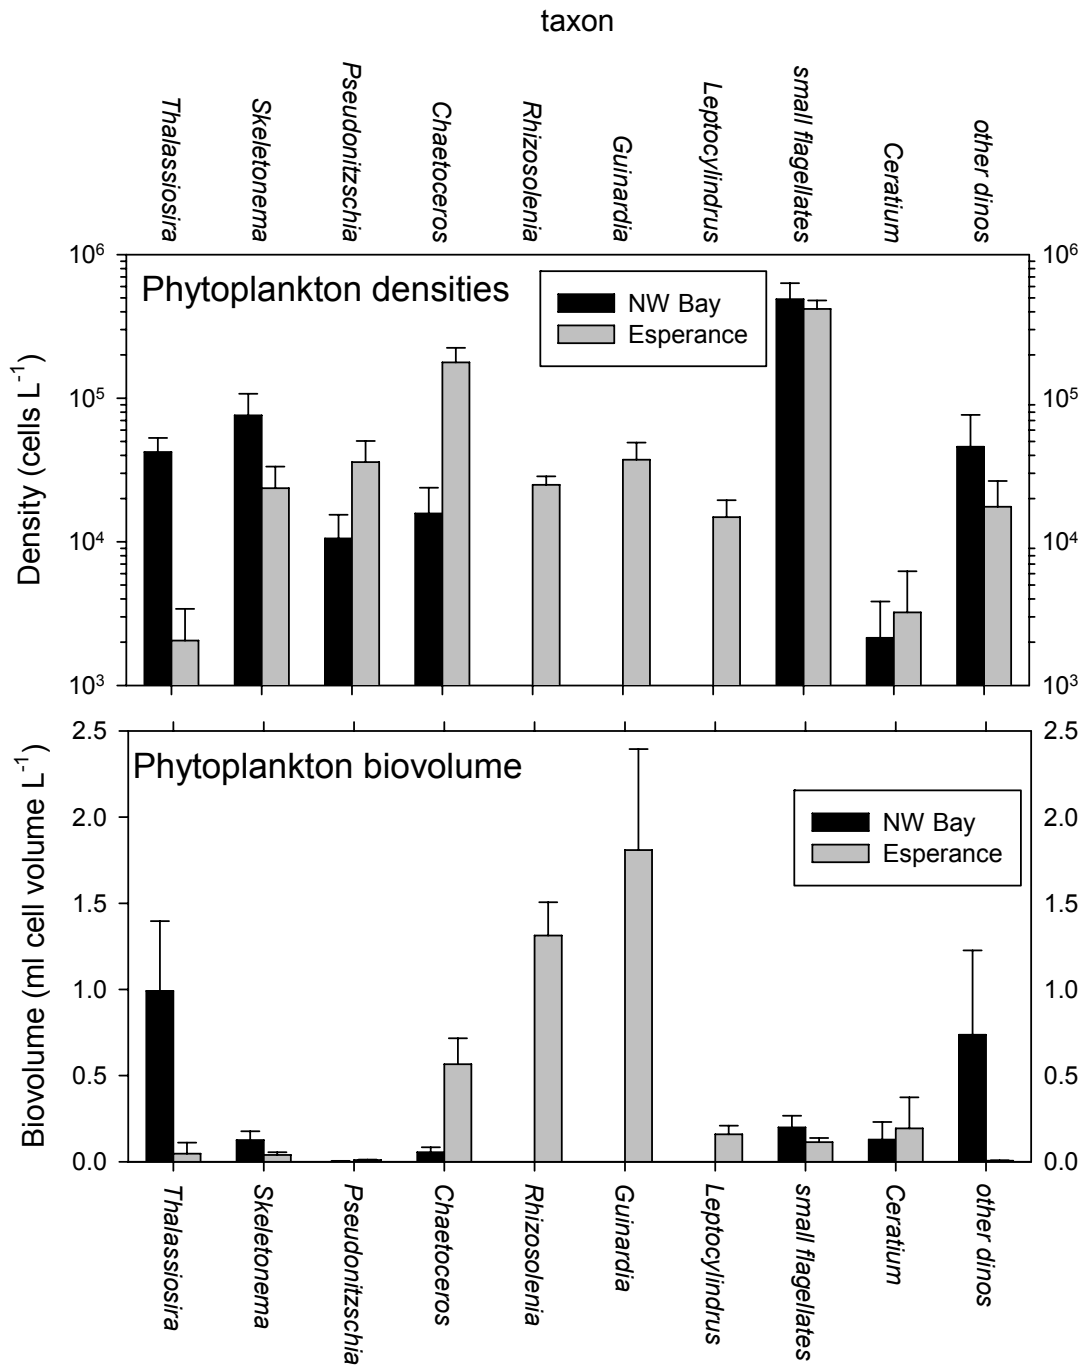 taxon
Thalassiosira
Skeletonema
Pseudonitzschia
Chaetoceros
Rhizosolenia
Guinardia
Leptocylindrus
small flagellates
Ceratium
other dinos
Phytoplankton densities
NW Bay
Esperance
Density (cells L⁻¹)
10⁶
10⁵
10⁴
10³
10⁶
10⁵
10⁴
10³
Phytoplankton biovolume
NW Bay
Esperance
Biovolume (ml cell volume L⁻¹)
2.5
2.0
1.5
1.0
0.5
0.0
2.5
2.0
1.5
1.0
0.5
0.0
Thalassiosira
Skeletonema
Pseudonitzschia
Chaetoceros
Rhizosolenia
Guinardia
Leptocylindrus
small flagellates
Ceratium
other dinos